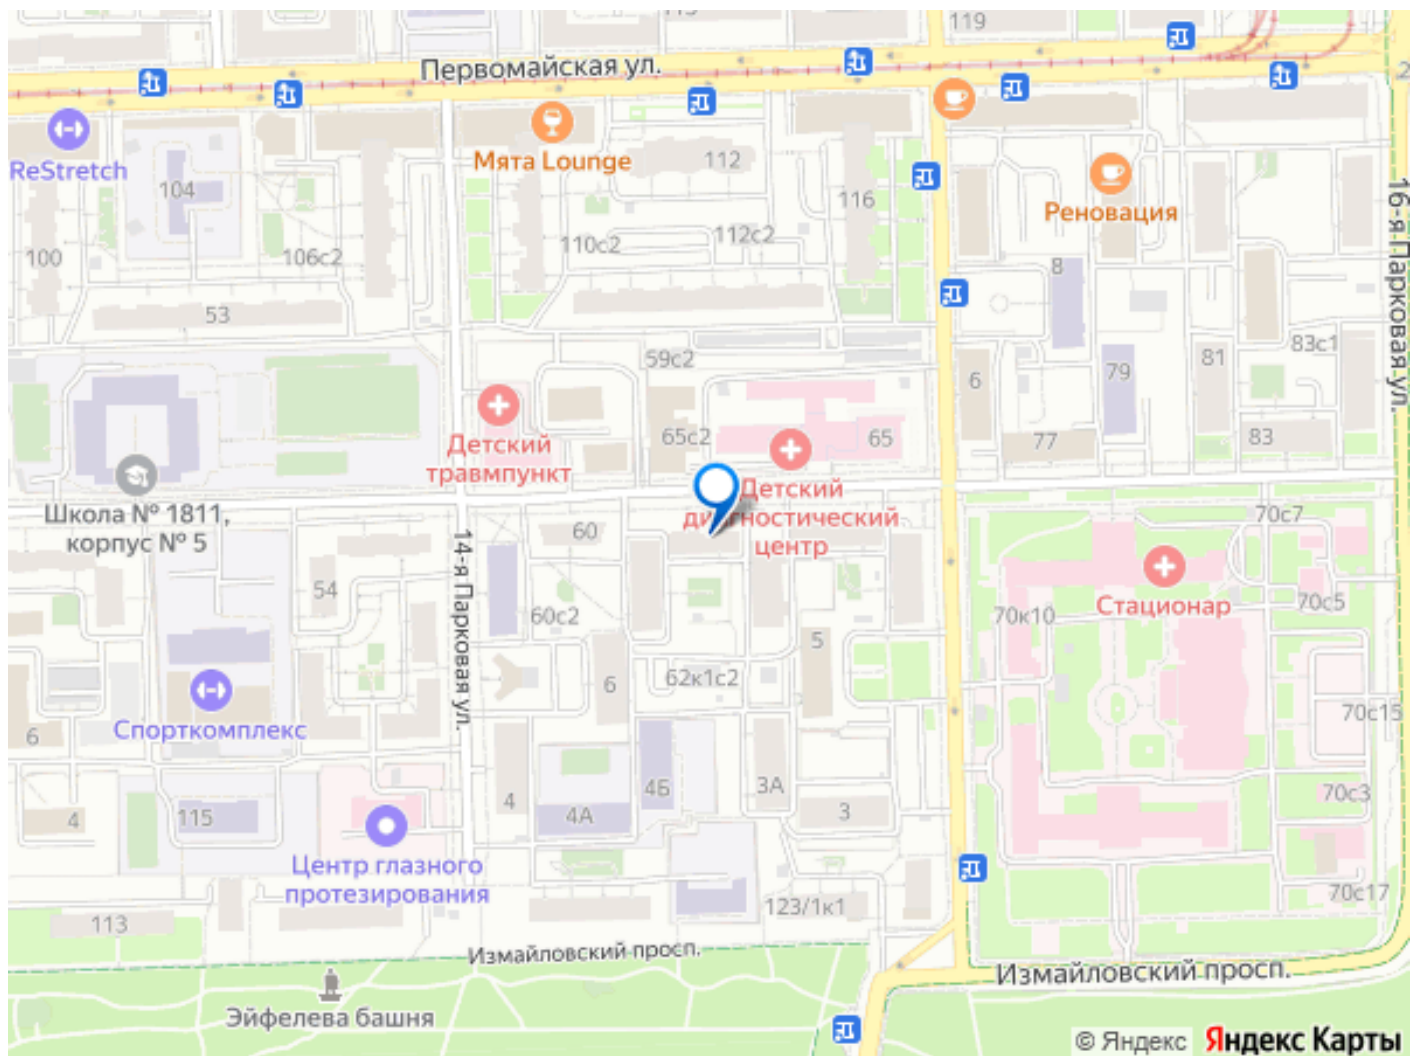 119
Первомайская ул.
2
ReStretch
Мята Lounge
112
104
116
Реновация
16-я Парковая ул.
100
106с2
110с2
112с2
8
53
59с2
6
79
81
83с1
Детский
травмпункт
65с2
65
77
83
Школа № 1811,
корпус № 5
Детский
диагностический
центр
70с7
60
14-я Парковая ул.
54
60с2
Стационар
70к10
70с5
5
62к1с2
6
Спорткомплекс
6
70с15
4Б
3А
4
4А
3
70с3
4
115
Центр глазного
протезирования
70с17
113
123/1к1
Измайловский просп.
Измайловский просп.
Эйфелева башня
© Яндекс Яндекс Карты